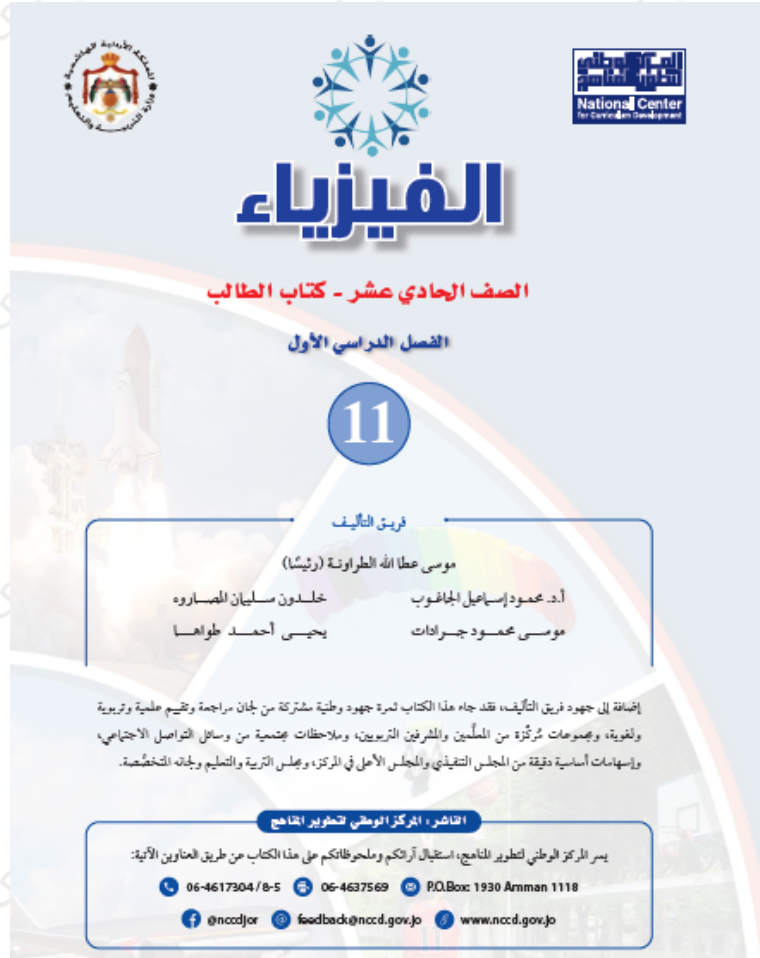 المملكة الأردنية الهاشمية
وزارة التربية والتعليم
المركز الوطني
لتطوير المناهج
National Center
for Curriculum Development
الفيزياء
الصف الحادي عشر - كتاب الطالب
الفصل الدراسي الأول
11
فريق التأليف
موسى عطا الله الطراونة (رئيسًا)
أ.د. محمود إسماعيل الجاغوب خلدون سليمان المصاروه
موسى محمود جرادات يحيى أحمد طواها
إضافة إلى جهود فريق التأليف، فقد جاء هذا الكتاب ثمرة جهود وطنية مشتركة من لجان مراجعة وتقييم علمية وتربوية
ولغوية، ومجموعات مُركَّزة من المعلِّمين والمشرفين التربويين، وملاحظات مجتمعية من وسائل التواصل الاجتماعي،
وإسهامات أساسية دقيقة من المجلس التنفيذي والمجلس الأعلى في المركز، ومجلس التربية والتعليم ولجانه المتخصَّصة.
الناشر: المركز الوطني لتطوير المناهج
يسر المركز الوطني لتطوير المناهج، استقبال آرائكم وملحوظاتكم على هذا الكتاب عن طريق العناوين الآتية:
06-4617304/8-5 06-4637569 P.O.Box: 1930 Amman 1118
@nccdjor feedback@nccd.gov.jo www.nccd.gov.jo